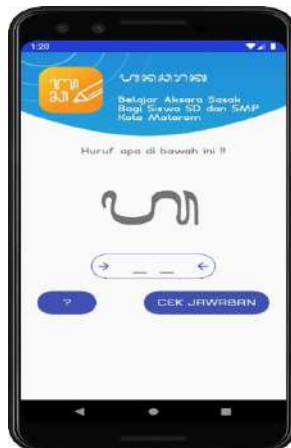 1:20
Belajar Aksara Sasak
Bagi Siswa SD dan SMP
Kota Mataram
Huruf apa di bawah ini !!
ᬳ
→ _ _ ←
?
CEK JAWABAN